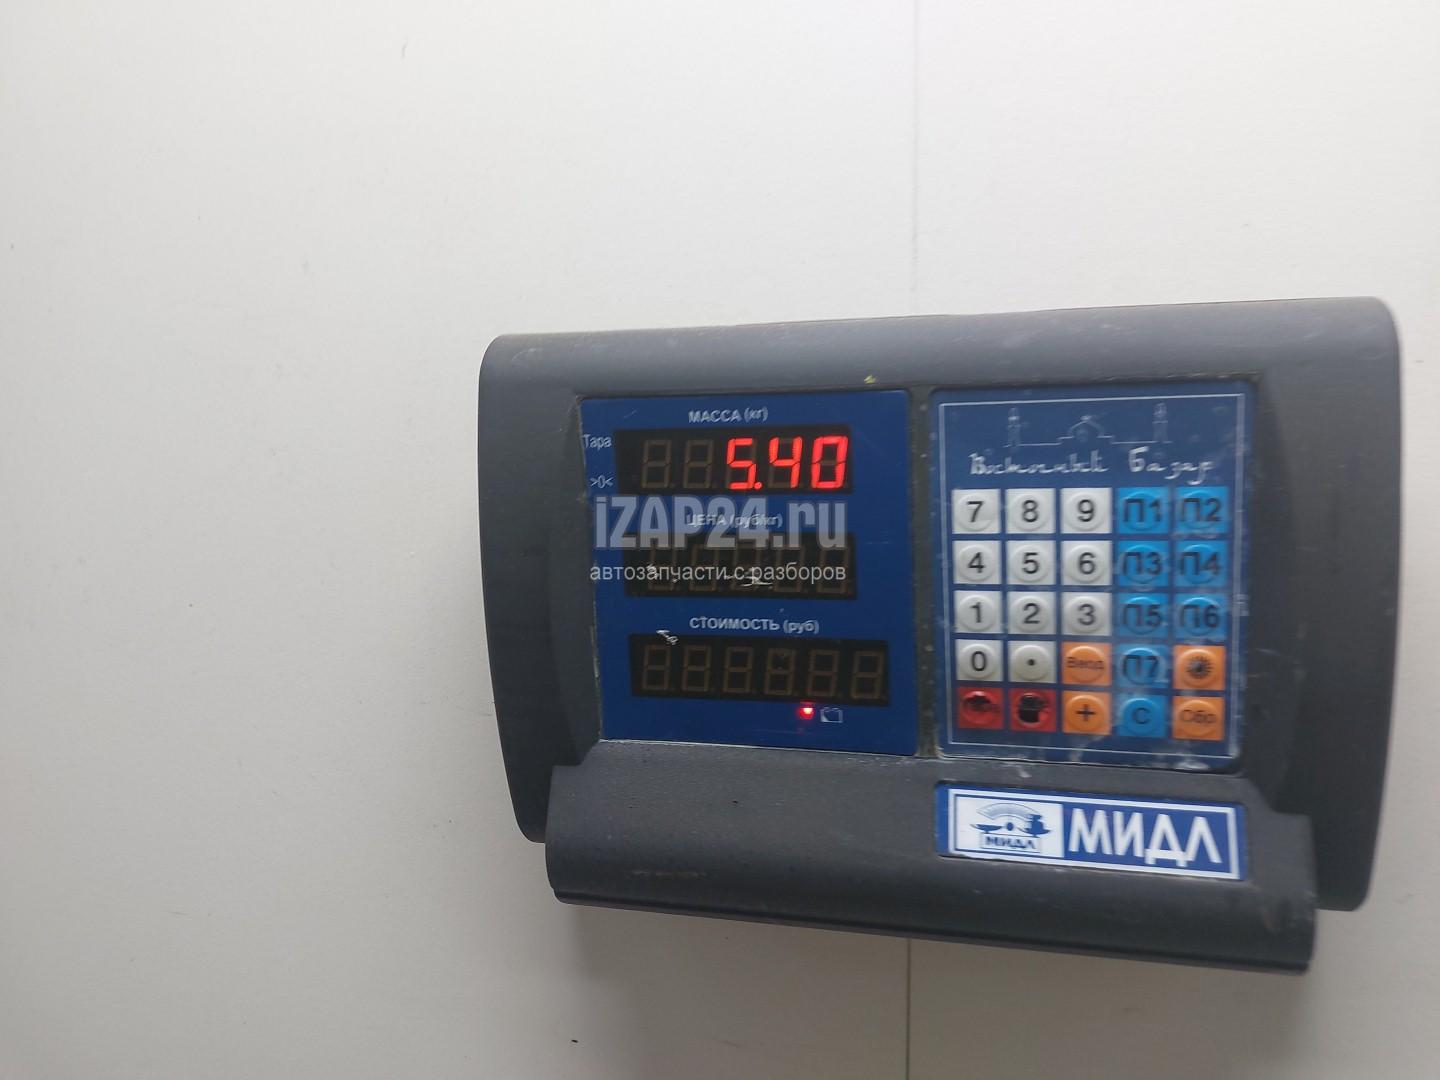 МАССА (кг)
Тара
5.40
>0<
ЦЕНА (руб/кг)
iZAP24.ru
автозапчасти с разборов
СТОИМОСТЬ (руб)
Восточный Базар
7 8 9 П1 П2
4 5 6 П3 П4
1 2 3 П5 П6
0 . Ввод П7
+ С Сбр
МИДЛ
МИДЛ